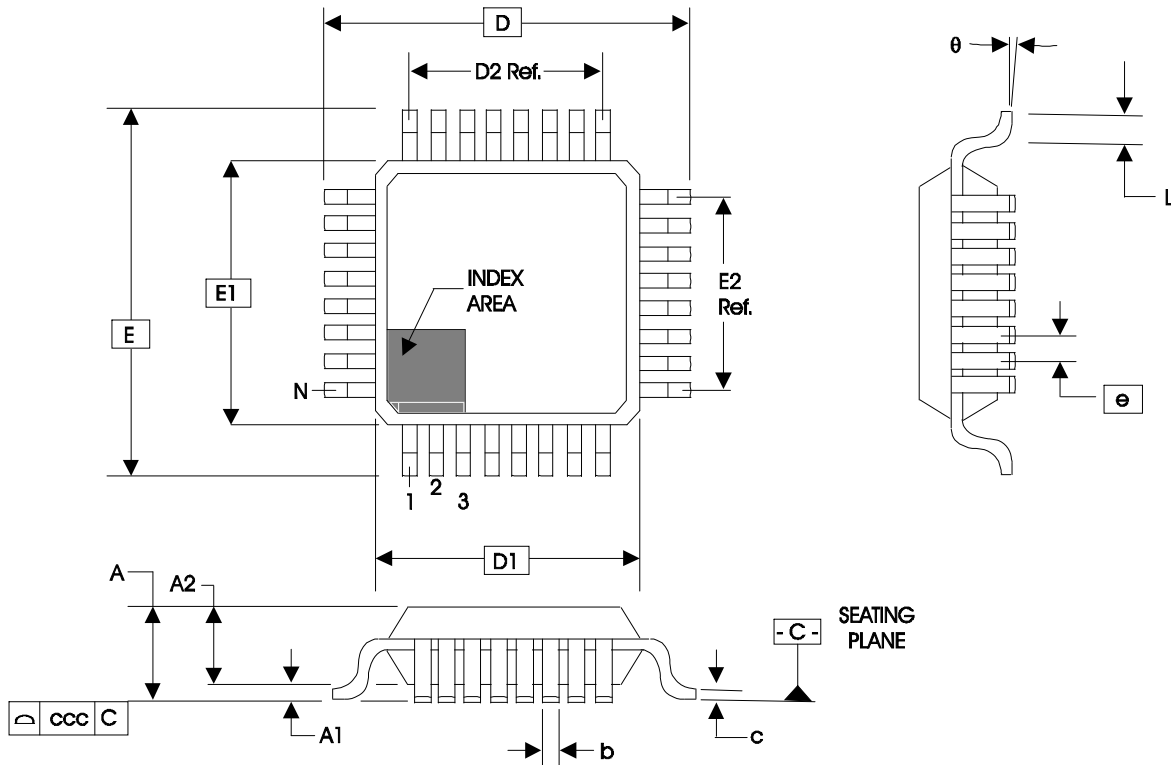 D
D2 Ref.
θ
L
E1
E
INDEX
AREA
E2
Ref.
N
e
1
2
3
D1
A
A2
SEATING
PLANE
- C -
ccc C
A1
b
c